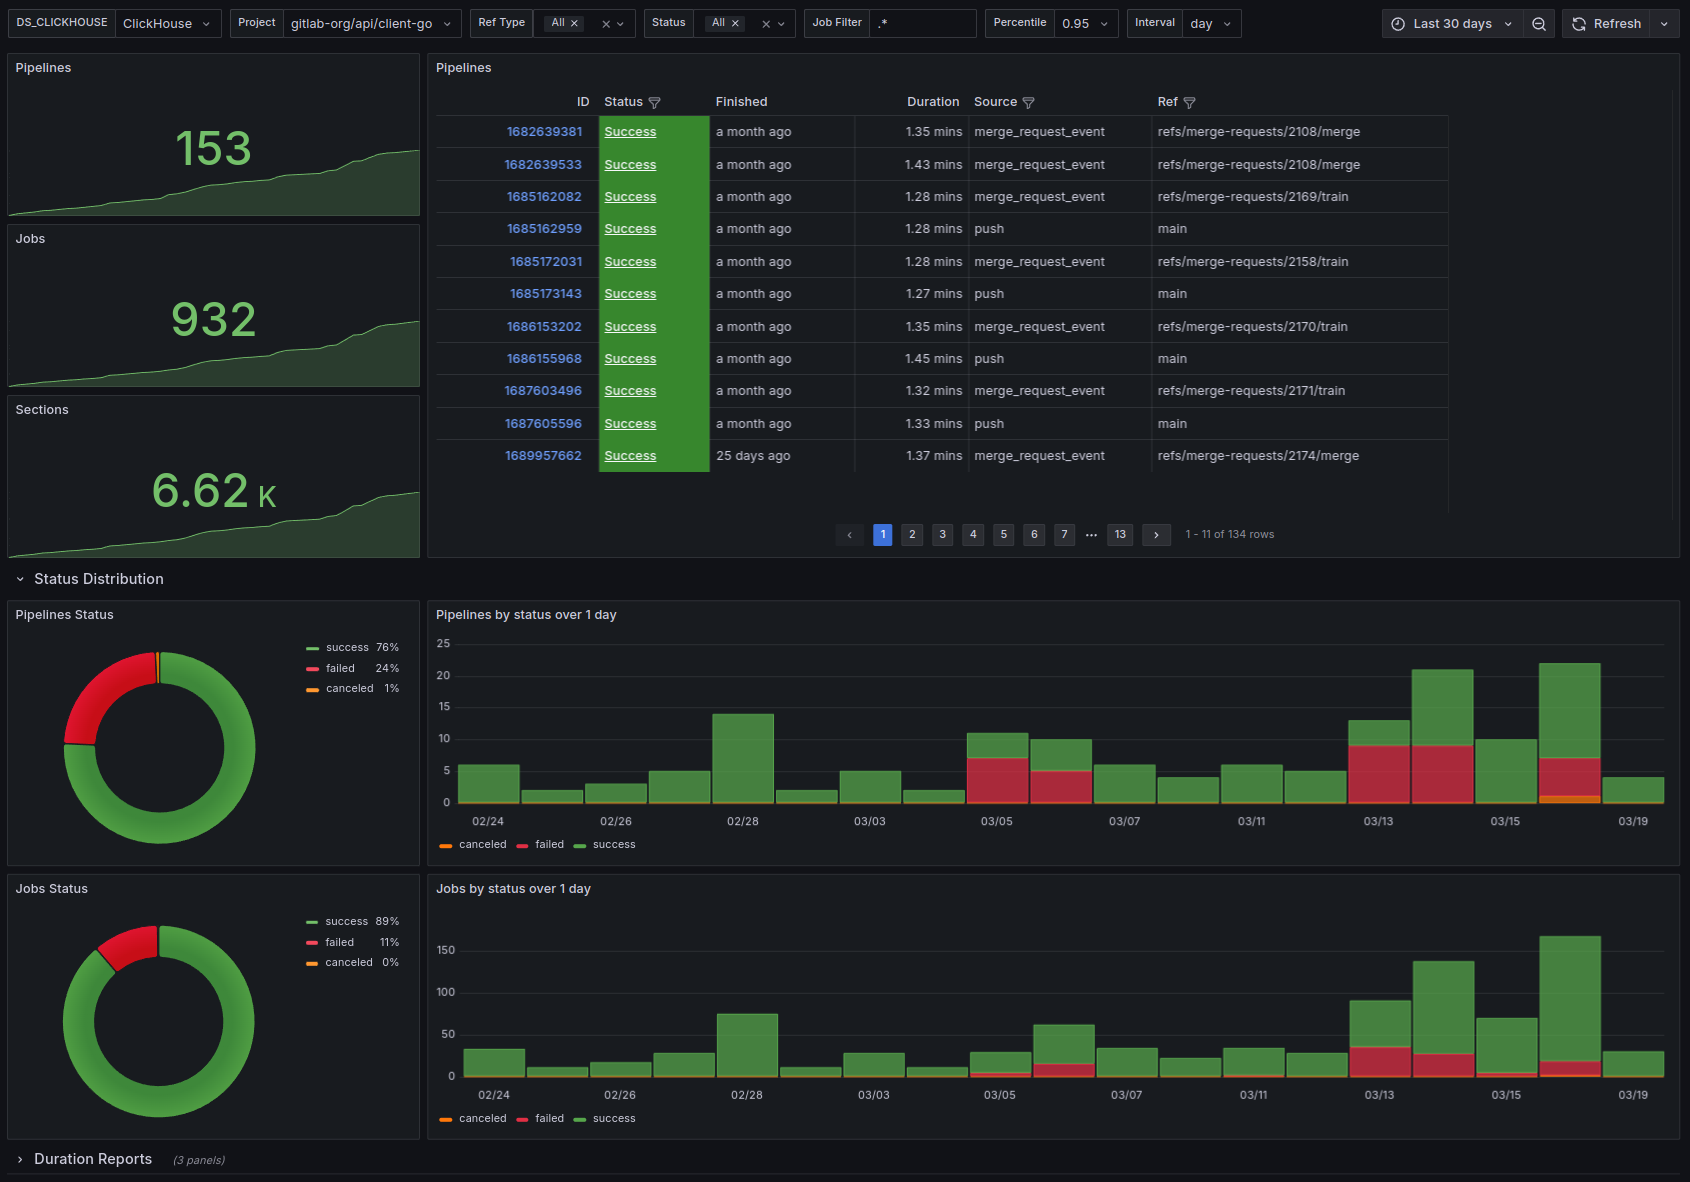 DS_CLICKHOUSE ClickHouse Project gitlab-org/api/client-go Ref Type All Status All Job Filter .* Percentile 0.95 Interval day Last 30 days Refresh
Pipelines
153
Jobs
932
Sections
6.62 K
Pipelines
ID Status Finished Duration Source Ref
1682639381 Success a month ago 1.35 mins merge_request_event refs/merge-requests/2108/merge
1682639533 Success a month ago 1.43 mins merge_request_event refs/merge-requests/2108/merge
1685162082 Success a month ago 1.28 mins merge_request_event refs/merge-requests/2169/train
1685162959 Success a month ago 1.28 mins push main
1685172031 Success a month ago 1.28 mins merge_request_event refs/merge-requests/2158/train
1685173143 Success a month ago 1.27 mins push main
1686153202 Success a month ago 1.35 mins merge_request_event refs/merge-requests/2170/train
1686155968 Success a month ago 1.45 mins push main
1687603496 Success a month ago 1.32 mins merge_request_event refs/merge-requests/2171/train
1687605596 Success a month ago 1.33 mins push main
1689957662 Success 25 days ago 1.37 mins merge_request_event refs/merge-requests/2174/merge
‹ 1 2 3 4 5 6 7 ··· 13 › 1 - 11 of 134 rows
Status Distribution
Pipelines Status
success 76%
failed 24%
canceled 1%
Pipelines by status over 1 day
25
20
15
10
5
0
02/24 02/26 02/28 03/03 03/05 03/07 03/11 03/13 03/15 03/19
canceled failed success
Jobs Status
success 89%
failed 11%
canceled 0%
Jobs by status over 1 day
150
100
50
0
02/24 02/26 02/28 03/03 03/05 03/07 03/11 03/13 03/15 03/19
canceled failed success
Duration Reports (3 panels)